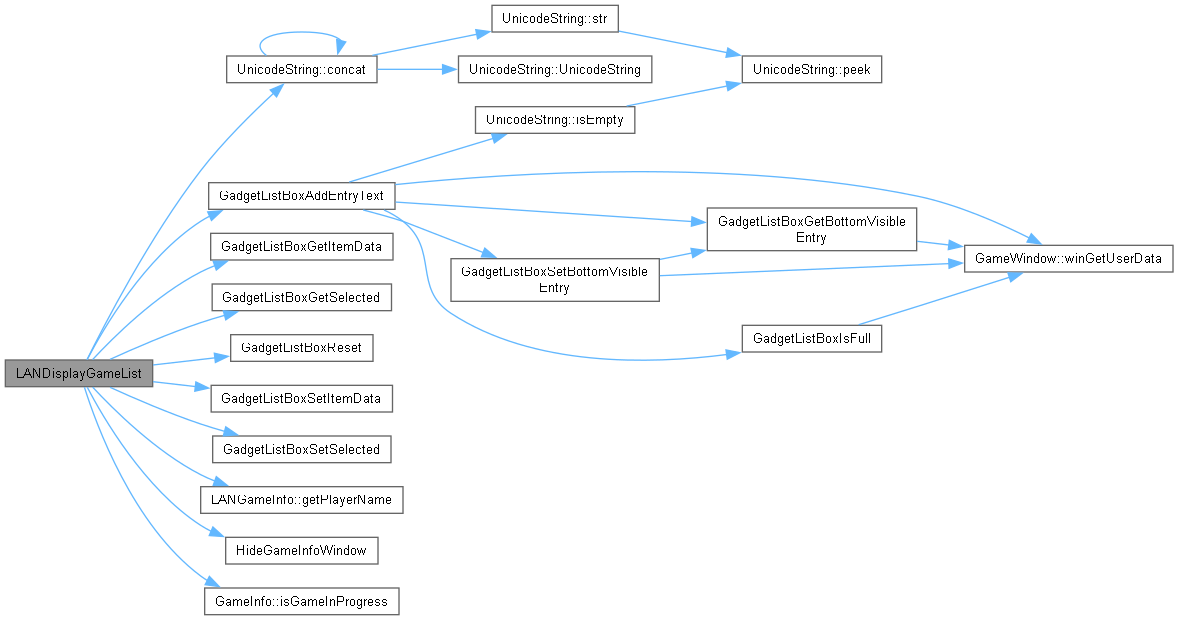 UnicodeString::str
UnicodeString::concat
UnicodeString::UnicodeString
UnicodeString::peek
UnicodeString::isEmpty
GadgetListBoxAddEntryText
GadgetListBoxGetBottomVisible
Entry
GadgetListBoxGetItemData
GameWindow::winGetUserData
GadgetListBoxSetBottomVisible
Entry
GadgetListBoxGetSelected
GadgetListBoxIsFull
GadgetListBoxReset
LANDisplayGameList
GadgetListBoxSetItemData
GadgetListBoxSetSelected
LANGameInfo::getPlayerName
HideGameInfoWindow
GameInfo::isGameInProgress